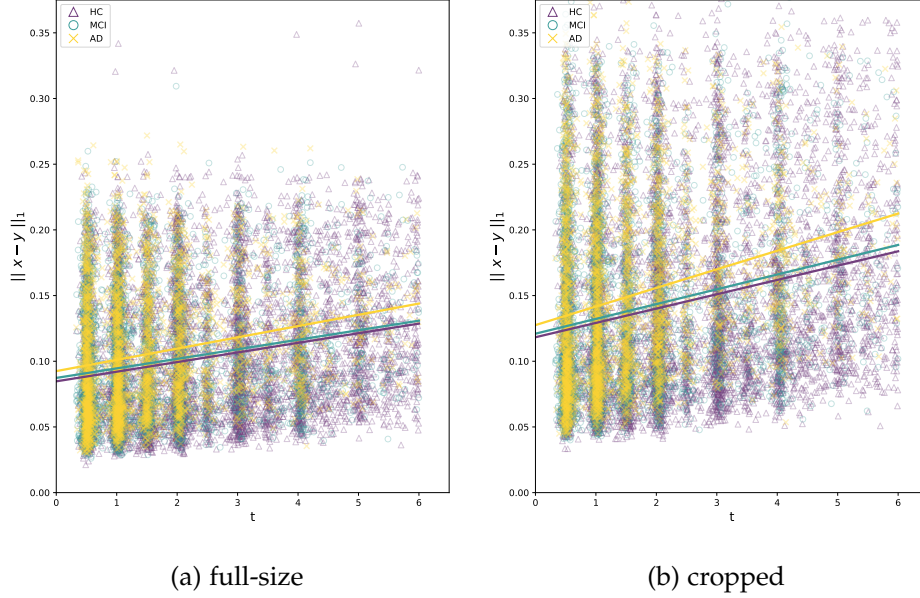 HC
MCI
AD
0.35
0.30
0.25
0.20
0.15
0.10
0.05
0.00
|| x − y ||₁
0 1 2 3 4 5 6
t
HC
MCI
AD
0.35
0.30
0.25
0.20
0.15
0.10
0.05
0.00
|| x − y ||₁
0 1 2 3 4 5 6
t
(a) full-size
(b) cropped